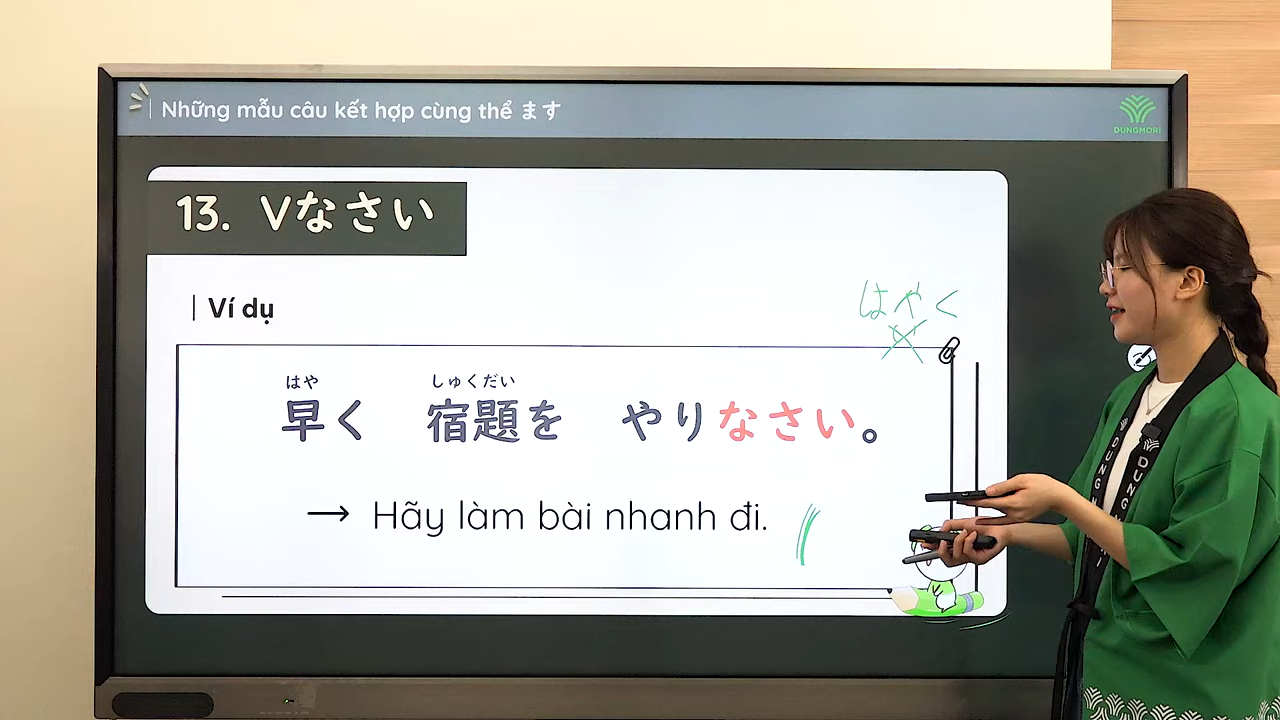 Những mẫu câu kết hợp cùng thể ます
DUNGMORI
13. Vなさい
Ví dụ
はやく
はや しゅくだい
早く 宿題を やりなさい。
→ Hãy làm bài nhanh đi.
DUNG M
DUNG